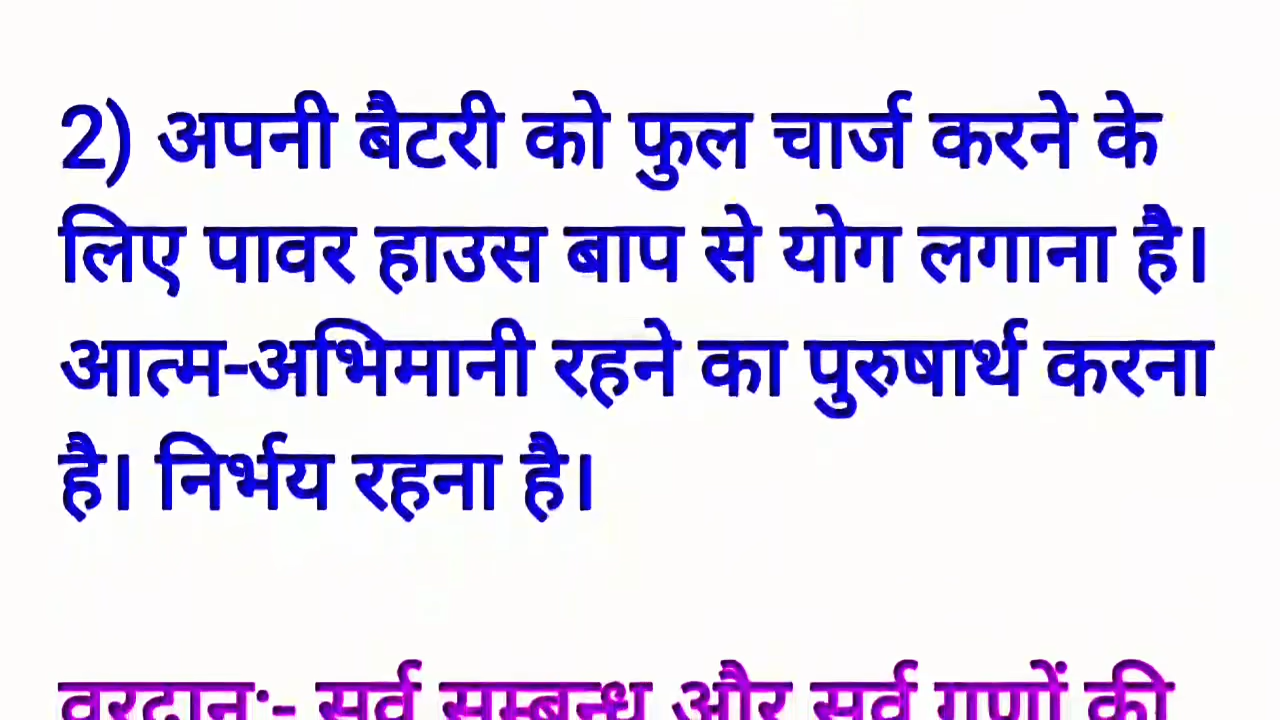 2) अपनी बैटरी को फुल चार्ज करने के
लिए पावर हाउस बाप से योग लगाना है।
आत्म-अभिमानी रहने का पुरुषार्थ करना
है। निर्भय रहना है।
वरदान:- सर्व सम्बन्ध और सर्व गुणों की